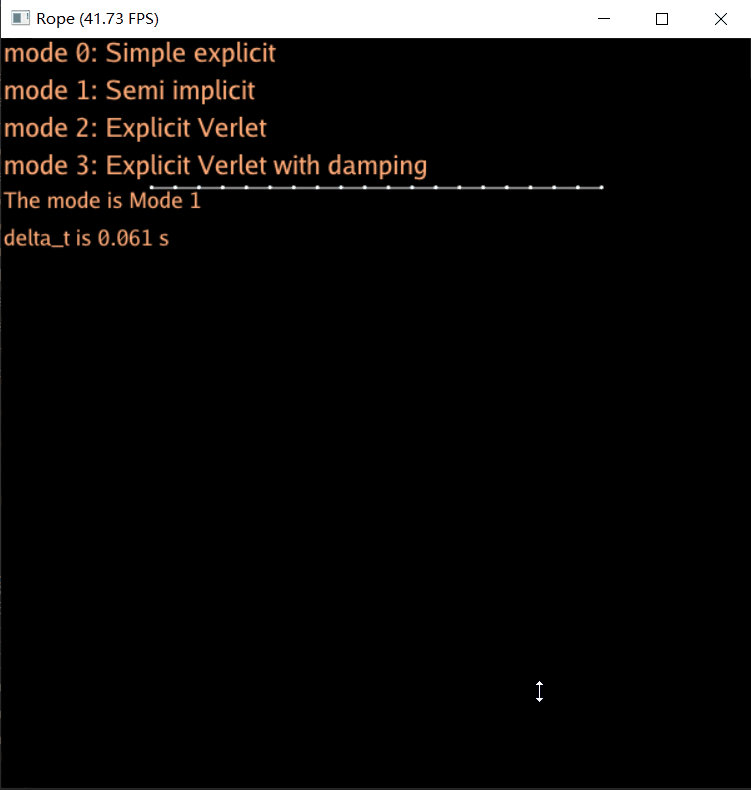 Rope (41.73 FPS)
mode 0: Simple explicit
mode 1: Semi implicit
mode 2: Explicit Verlet
mode 3: Explicit Verlet with damping
The mode is Mode 1
delta_t is 0.061 s